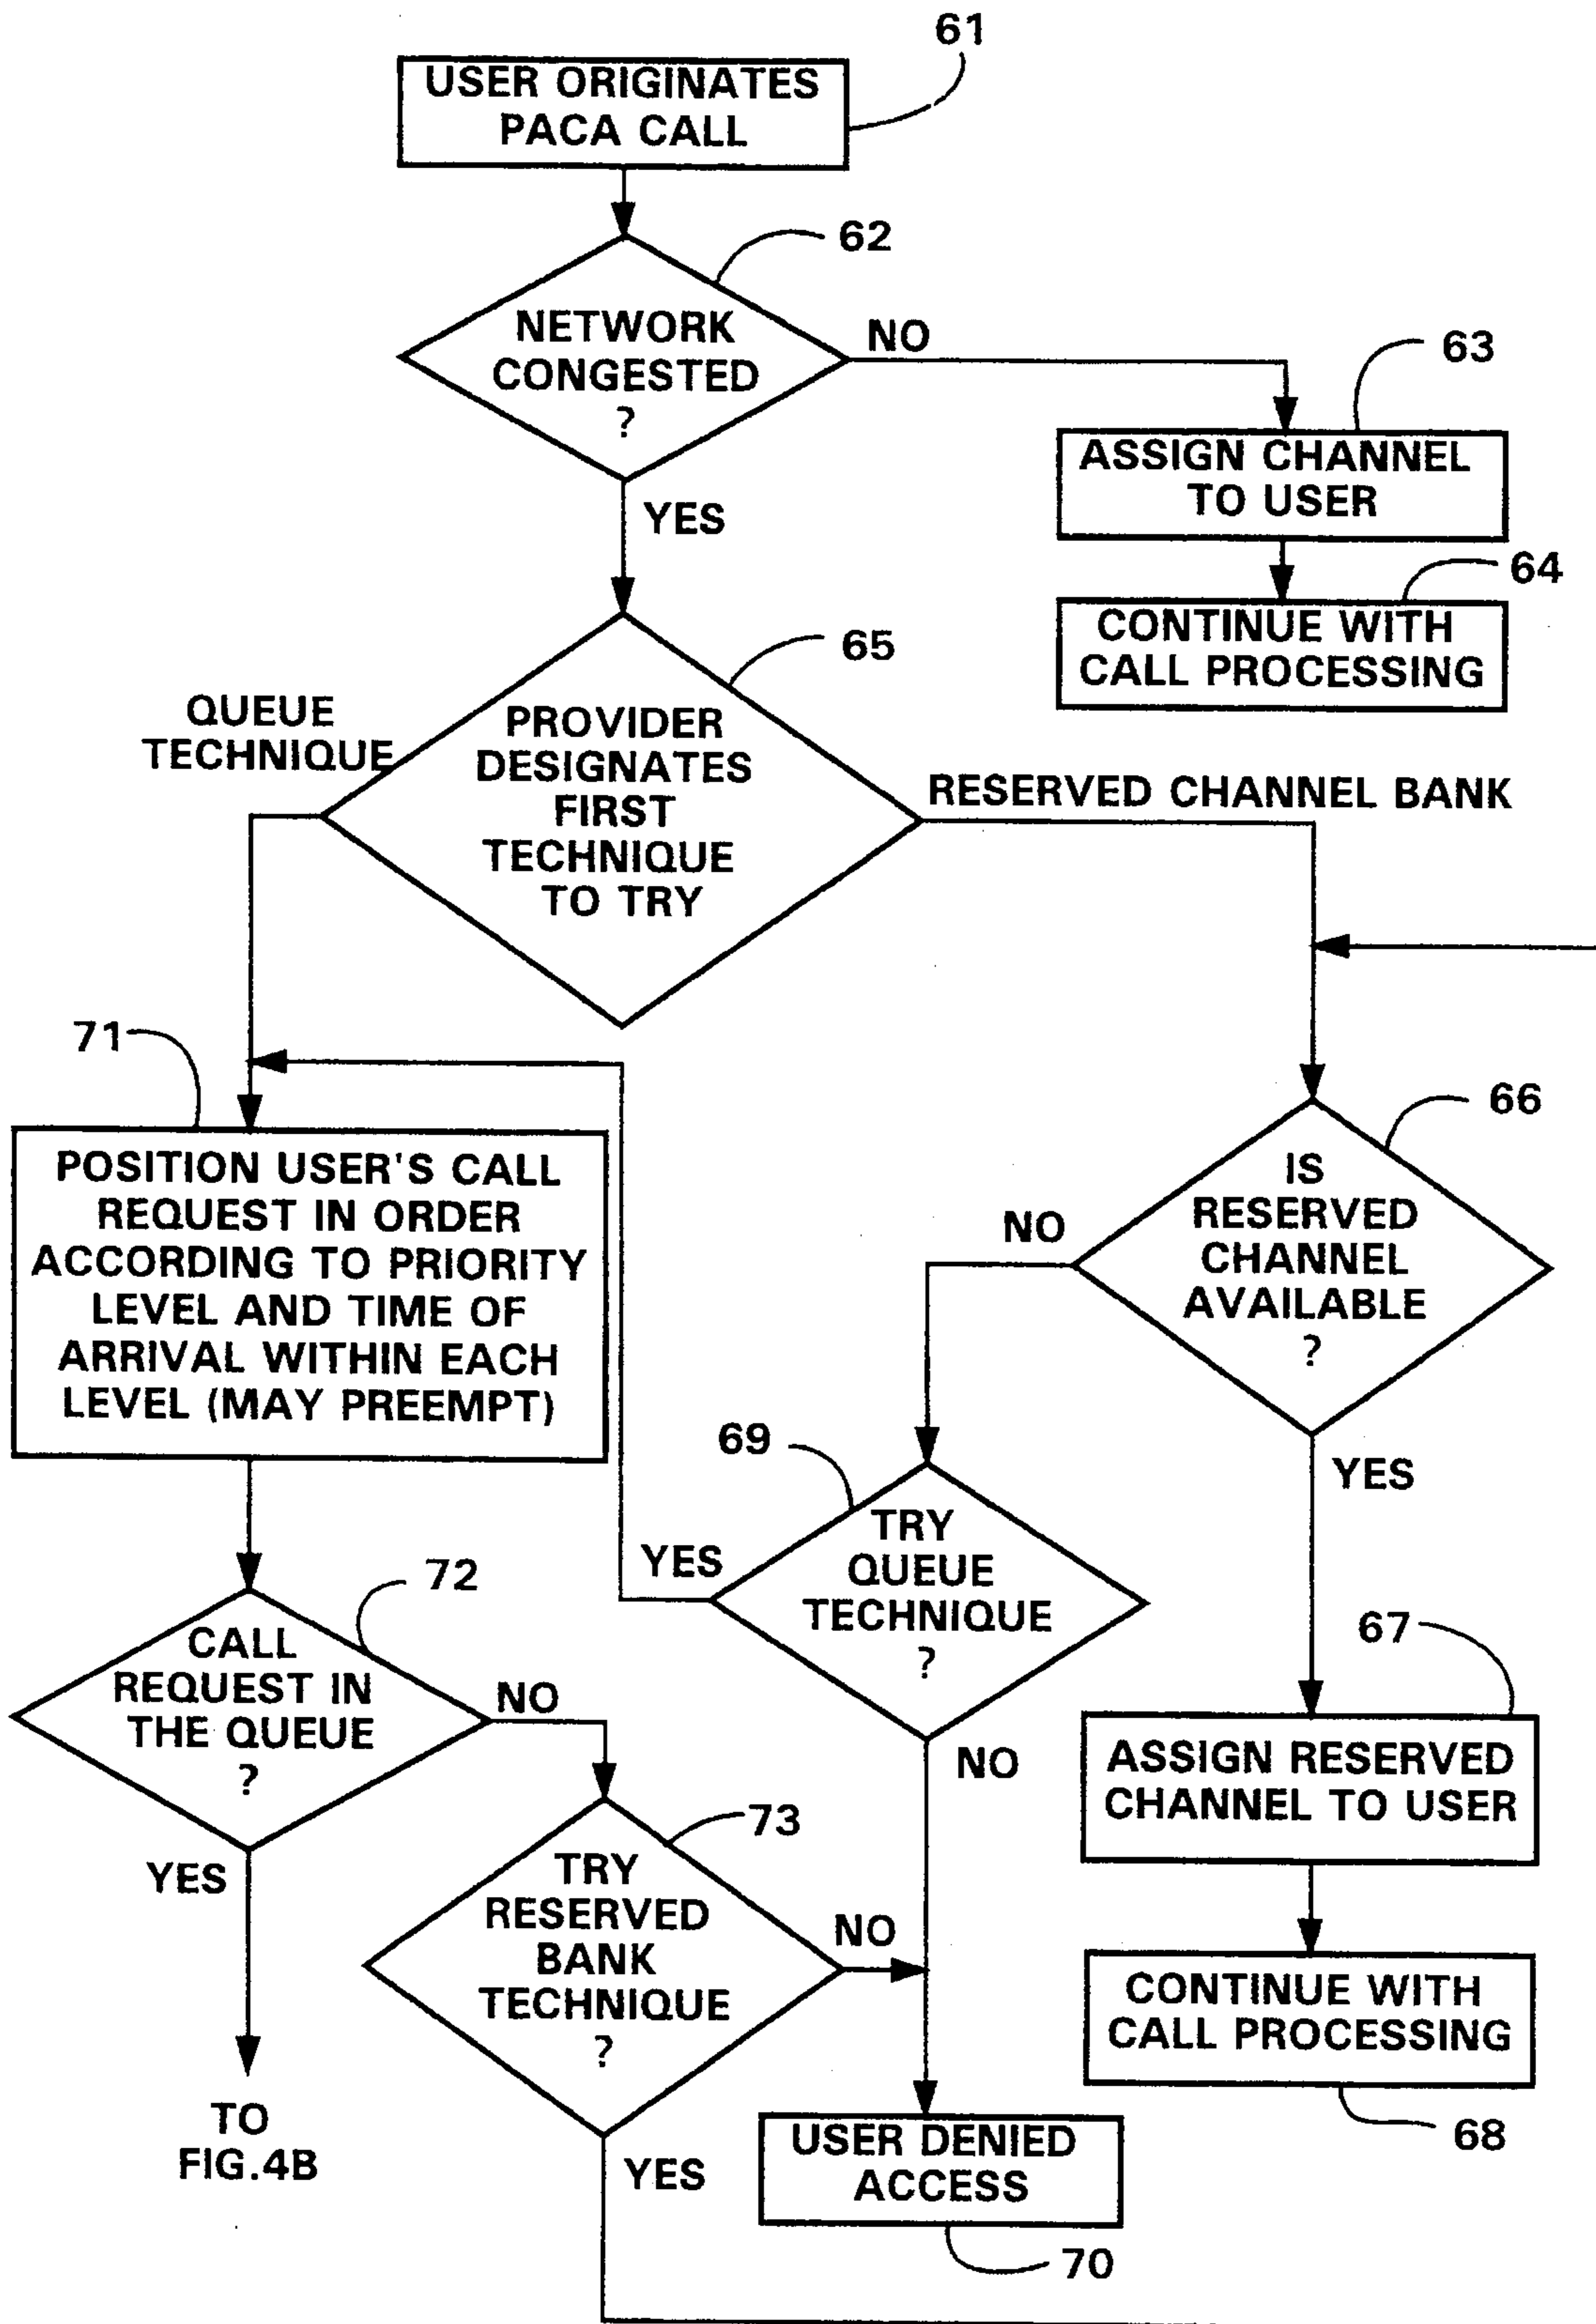 61
USER ORIGINATES
PACA CALL
62
NETWORK
CONGESTED
?
NO
63
ASSIGN CHANNEL
TO USER
YES
64
CONTINUE WITH
CALL PROCESSING
65
QUEUE
TECHNIQUE
PROVIDER
DESIGNATES
FIRST
TECHNIQUE
TO TRY
RESERVED CHANNEL BANK
71
66
POSITION USER'S CALL
REQUEST IN ORDER
ACCORDING TO PRIORITY
LEVEL AND TIME OF
ARRIVAL WITHIN EACH
LEVEL (MAY PREEMPT)
NO
IS
RESERVED
CHANNEL
AVAILABLE
?
69
YES
YES
TRY
QUEUE
TECHNIQUE
?
72
CALL
REQUEST IN
THE QUEUE
?
NO
67
NO
ASSIGN RESERVED
CHANNEL TO USER
73
YES
TRY
RESERVED
BANK
TECHNIQUE
?
NO
CONTINUE WITH
CALL PROCESSING
68
TO
FIG.4B
YES
USER DENIED
ACCESS
70